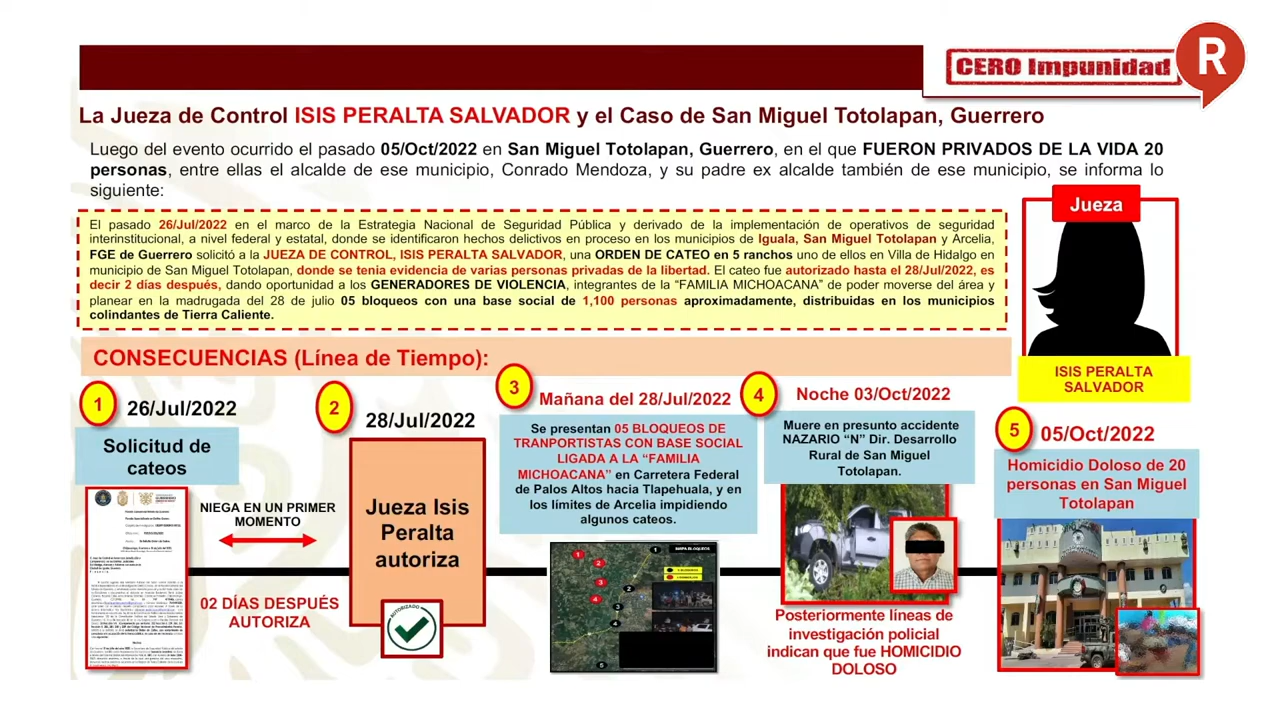 CERO Impunidad
R
La Jueza de Control ISIS PERALTA SALVADOR y el Caso de San Miguel Totolapan, Guerrero
Luego del evento ocurrido el pasado 05/Oct/2022 en San Miguel Totolapan, Guerrero, en el que FUERON PRIVADOS DE LA VIDA 20
personas, entre ellas el alcalde de ese municipio, Conrado Mendoza, y su padre ex alcalde también de ese municipio, se informa lo
siguiente:
El pasado 26/Jul/2022 en el marco de la Estrategia Nacional de Seguridad Pública y derivado de la implementación de operativos de seguridad
interinstitucional, a nivel federal y estatal, donde se identificaron hechos delictivos en proceso en los municipios de Iguala, San Miguel Totolapan y Arcelia,
FGE de Guerrero solicitó a la JUEZA DE CONTROL, ISIS PERALTA SALVADOR, una ORDEN DE CATEO en 5 ranchos uno de ellos en Villa de Hidalgo en
municipio de San Miguel Totolapan, donde se tenia evidencia de varias personas privadas de la libertad. El cateo fue autorizado hasta el 28/Jul/2022, es
decir 2 días después, dando oportunidad a los GENERADORES DE VIOLENCIA, integrantes de la “FAMILIA MICHOACANA” de poder moverse del área y
planear en la madrugada del 28 de julio 05 bloqueos con una base social de 1,100 personas aproximadamente, distribuidas en los municipios
colindantes de Tierra Caliente.
Jueza
ISIS PERALTA
SALVADOR
CONSECUENCIAS (Línea de Tiempo):
1
26/Jul/2022
Solicitud de
cateos
NIEGA EN UN PRIMER
MOMENTO
02 DÍAS DESPUÉS
AUTORIZA
2
28/Jul/2022
Jueza Isis
Peralta
autoriza
AUTORIZADO
3
Mañana del 28/Jul/2022
Se presentan 05 BLOQUEOS DE
TRANPORTISTAS CON BASE SOCIAL
LIGADA A LA “FAMILIA
MICHOACANA” en Carretera Federal
de Palos Altos hacia Tlapehuala, y en
los límites de Arcelia impidiendo
algunos cateos.
MAPA BLOQUEOS
4
Noche 03/Oct/2022
Muere en presunto accidente
NAZARIO “N” Dir. Desarrollo
Rural de San Miguel
Totolapan.
Posteriormente líneas de
investigación policial
indican que fue HOMICIDIO
DOLOSO
5
05/Oct/2022
Homicidio Doloso de 20
personas en San Miguel
Totolapan